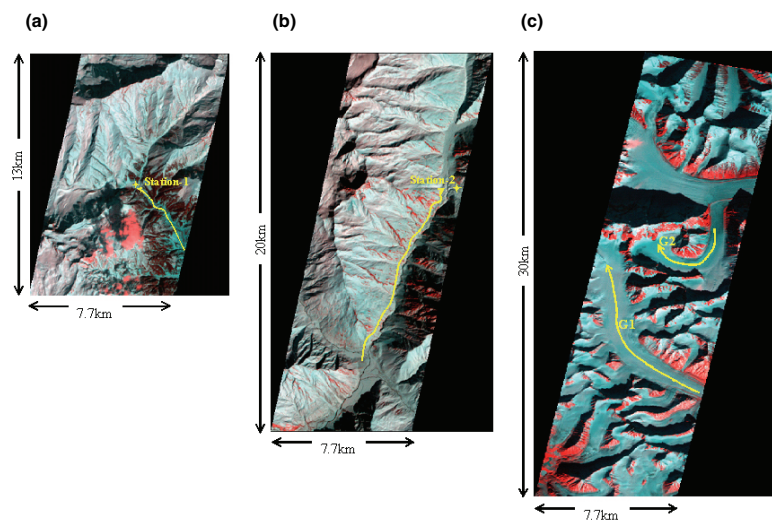 (a)
(b)
(c)
13km
Station-1
7.7km
20km
Station-2
7.7km
30km
G2
G1
7.7km